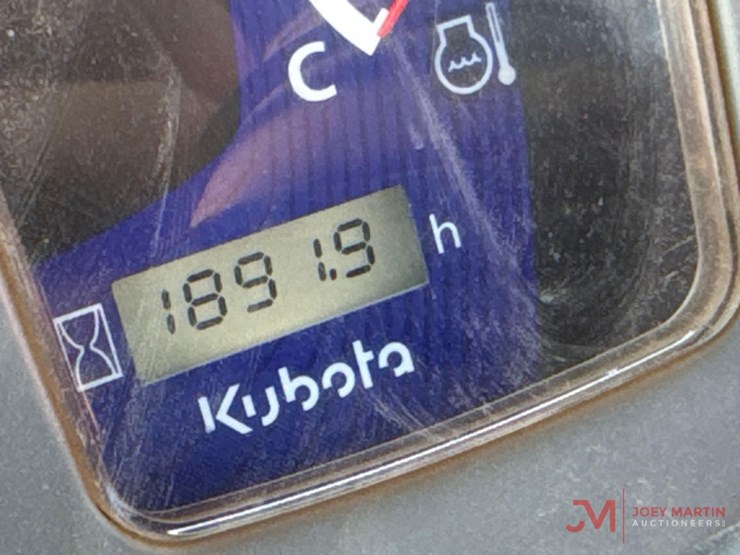 C
1891.9 h
Kubota
JM JOEY MARTIN
AUCTIONEERS